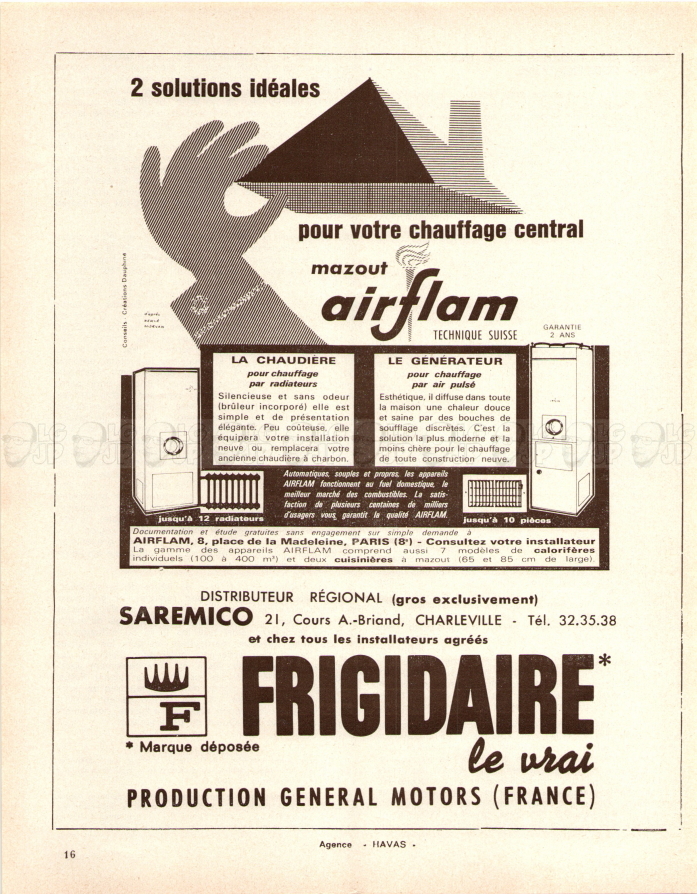 2 solutions idéales
pour votre chauffage central
mazout
airflam
TECHNIQUE SUISSE
GARANTIE
2 ANS
Conseils : Créations Dauphine
d'après
LA CHAUDIÈRE
pour chauffage
par radiateurs
Silencieuse et sans odeur
(brûleur incorporé) elle est
simple et de présentation
élégante. Peu coûteuse, elle
équipera votre installation
neuve ou remplacera votre
ancienne chaudière à charbon.
LE GÉNÉRATEUR
pour chauffage
par air pulsé
Esthétique, il diffuse dans toute
la maison une chaleur douce
et saine par des bouches de
soufflage discrètes. C'est la
solution la plus moderne et la
moins chère pour le chauffage
de toute construction neuve.
jusqu'à 12 radiateurs
Automatiques, souples et propres, les appareils
AIRFLAM fonctionnent au fuel domestique, le
meilleur marché des combustibles. La satis-
faction de plusieurs centaines de milliers
d'usagers vous garantit la qualité AIRFLAM.
jusqu'à 10 pièces
Documentation et étude gratuites sans engagement sur simple demande à
AIRFLAM, 8, place de la Madeleine, PARIS (8e) - Consultez votre installateur
La gamme des appareils AIRFLAM comprend aussi 7 modèles de calorifères
individuels (100 à 400 m3) et deux cuisinières à mazout (65 et 85 cm de large).
DISTRIBUTEUR RÉGIONAL (gros exclusivement)
SAREMICO 21, Cours A.-Briand, CHARLEVILLE - Tél. 32.35.38
et chez tous les installateurs agréés
F
FRIGIDAIRE*
* Marque déposée
le vrai
PRODUCTION GENERAL MOTORS (FRANCE)
Agence - HAVAS -
16